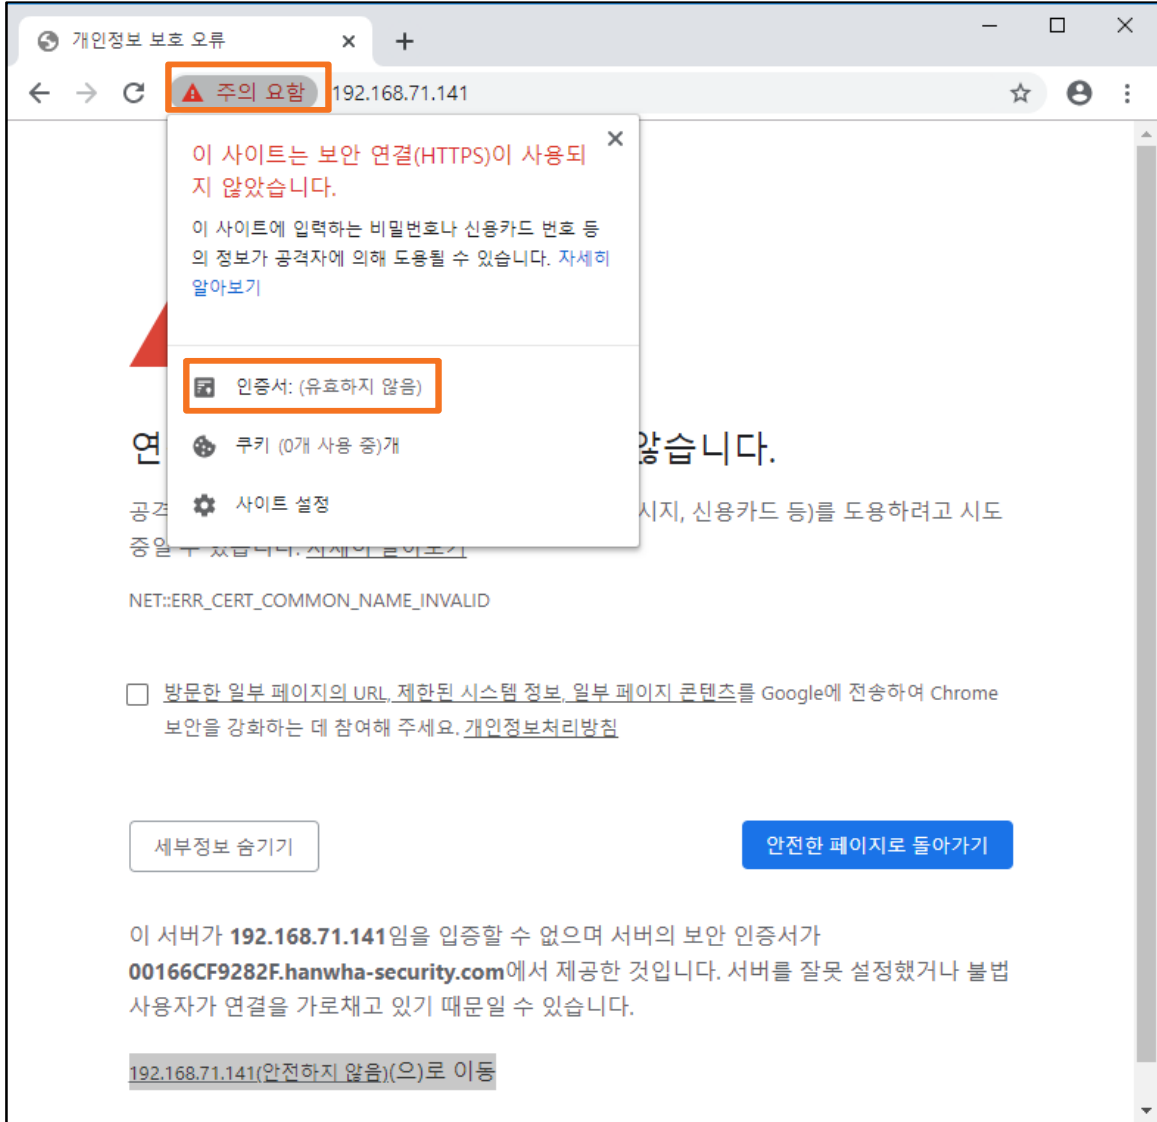 개인정보 보호 오류
주의 요함
192.168.71.141
이 사이트는 보안 연결(HTTPS)이 사용되
지 않았습니다.
이 사이트에 입력하는 비밀번호나 신용카드 번호 등
의 정보가 공격자에 의해 도용될 수 있습니다. 자세히
알아보기
인증서: (유효하지 않음)
쿠키 (0개 사용 중)개
사이트 설정
연
않습니다.
공격
시지, 신용카드 등)를 도용하려고 시도
중일 수 있습니다. 자세히 알아보기
NET::ERR_CERT_COMMON_NAME_INVALID
방문한 일부 페이지의 URL, 제한된 시스템 정보, 일부 페이지 콘텐츠를 Google에 전송하여 Chrome
보안을 강화하는 데 참여해 주세요. 개인정보처리방침
세부정보 숨기기
안전한 페이지로 돌아가기
이 서버가 192.168.71.141임을 입증할 수 없으며 서버의 보안 인증서가
00166CF9282F.hanwha-security.com에서 제공한 것입니다. 서버를 잘못 설정했거나 불법
사용자가 연결을 가로채고 있기 때문일 수 있습니다.
192.168.71.141(안전하지 않음)(으)로 이동